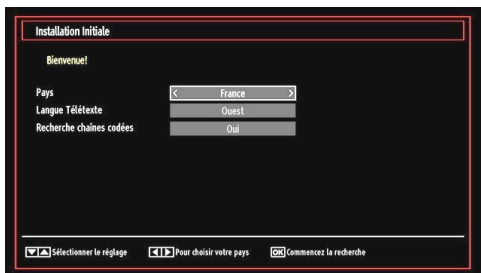 Installation Initiale
Bienvenue!
Pays < France >
Langue Télétexte Ouest
Recherche chaines codées Oui
Sélectionner le réglage Pour choisir votre pays OK Commencez la recherche